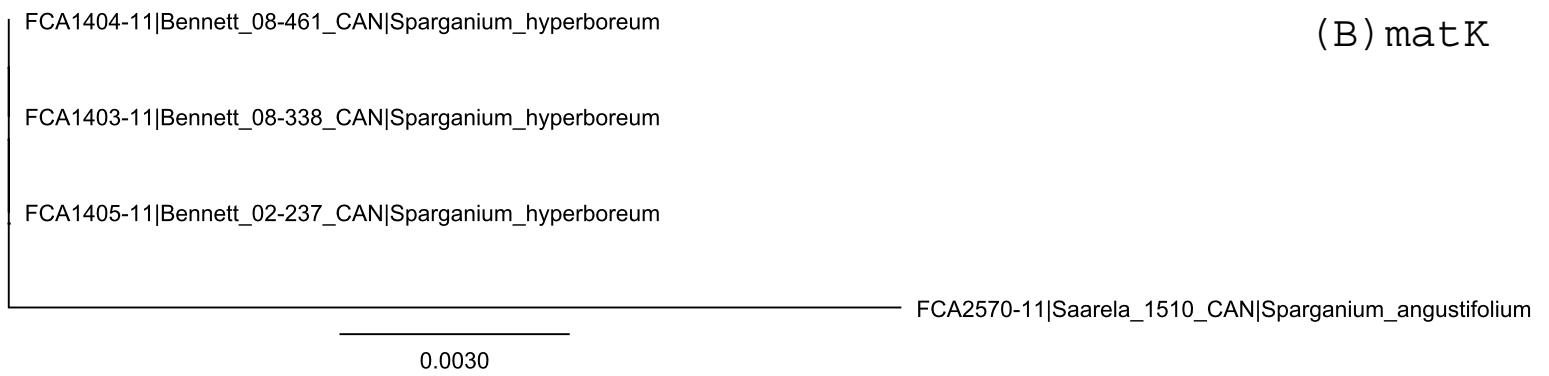 FCA1404-11|Bennett_08-461_CAN|Sparganium_hyperboreum
(B) matK
FCA1403-11|Bennett_08-338_CAN|Sparganium_hyperboreum
FCA1405-11|Bennett_02-237_CAN|Sparganium_hyperboreum
FCA2570-11|Saarela_1510_CAN|Sparganium_angustifolium
0.0030